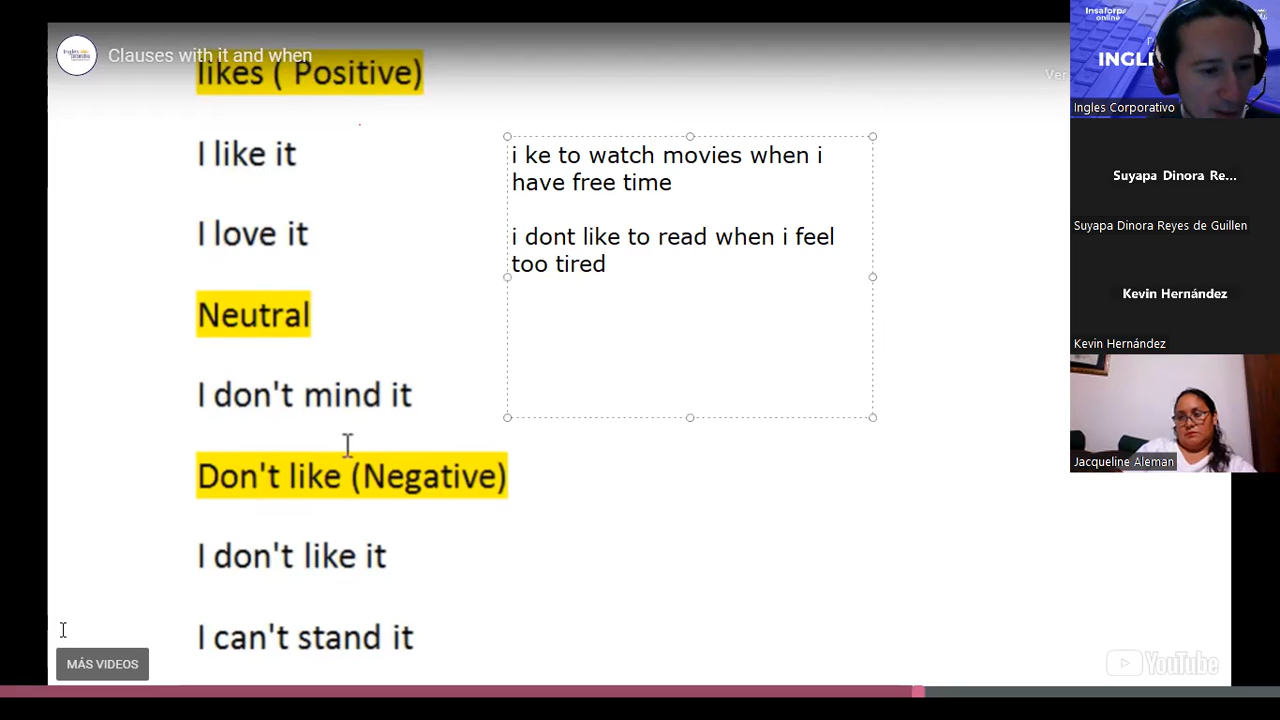 Clauses with it and when
likes ( Positive)
I like it
I love it
Neutral
I don't mind it
Don't like (Negative)
I don't like it
I can't stand it
i ke to watch movies when i
have free time
i dont like to read when i feel
too tired
MÁS VIDEOS
Ver
YouTube
Insaforp
online
INGL
Ingles Corporativo
Suyapa Dinora Re...
Suyapa Dinora Reyes de Guillen
Kevin Hernández
Kevin Hernández
Jacqueline Aleman